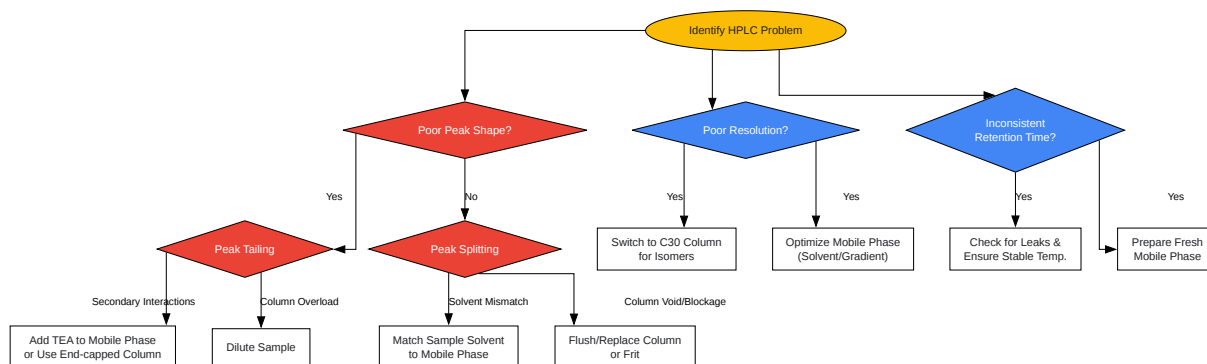 Identify HPLC Problem
Poor Peak Shape?
Poor Resolution?
Inconsistent
Retention Time?
Yes
No
Yes
Yes
Yes
Yes
Peak Tailing
Peak Splitting
Switch to C30 Column
for Isomers
Optimize Mobile Phase
(Solvent/Gradient)
Check for Leaks &
Ensure Stable Temp.
Prepare Fresh
Mobile Phase
Secondary Interactions
Column Overload
Solvent Mismatch
Column Void/Blockage
Add TEA to Mobile Phase
or Use End-capped Column
Dilute Sample
Match Sample Solvent
to Mobile Phase
Flush/Replace Column
or Frit